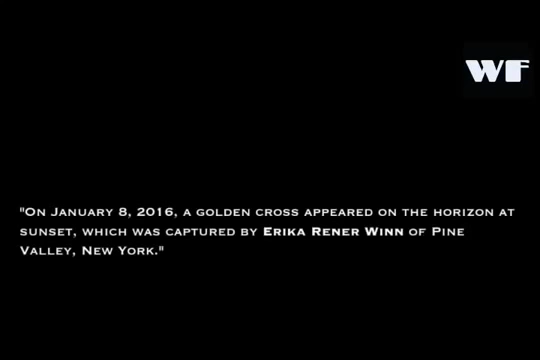 WF
"On January 8, 2016, a golden cross appeared on the horizon at
sunset, which was captured by Erika Rener Winn of Pine
Valley, New York."